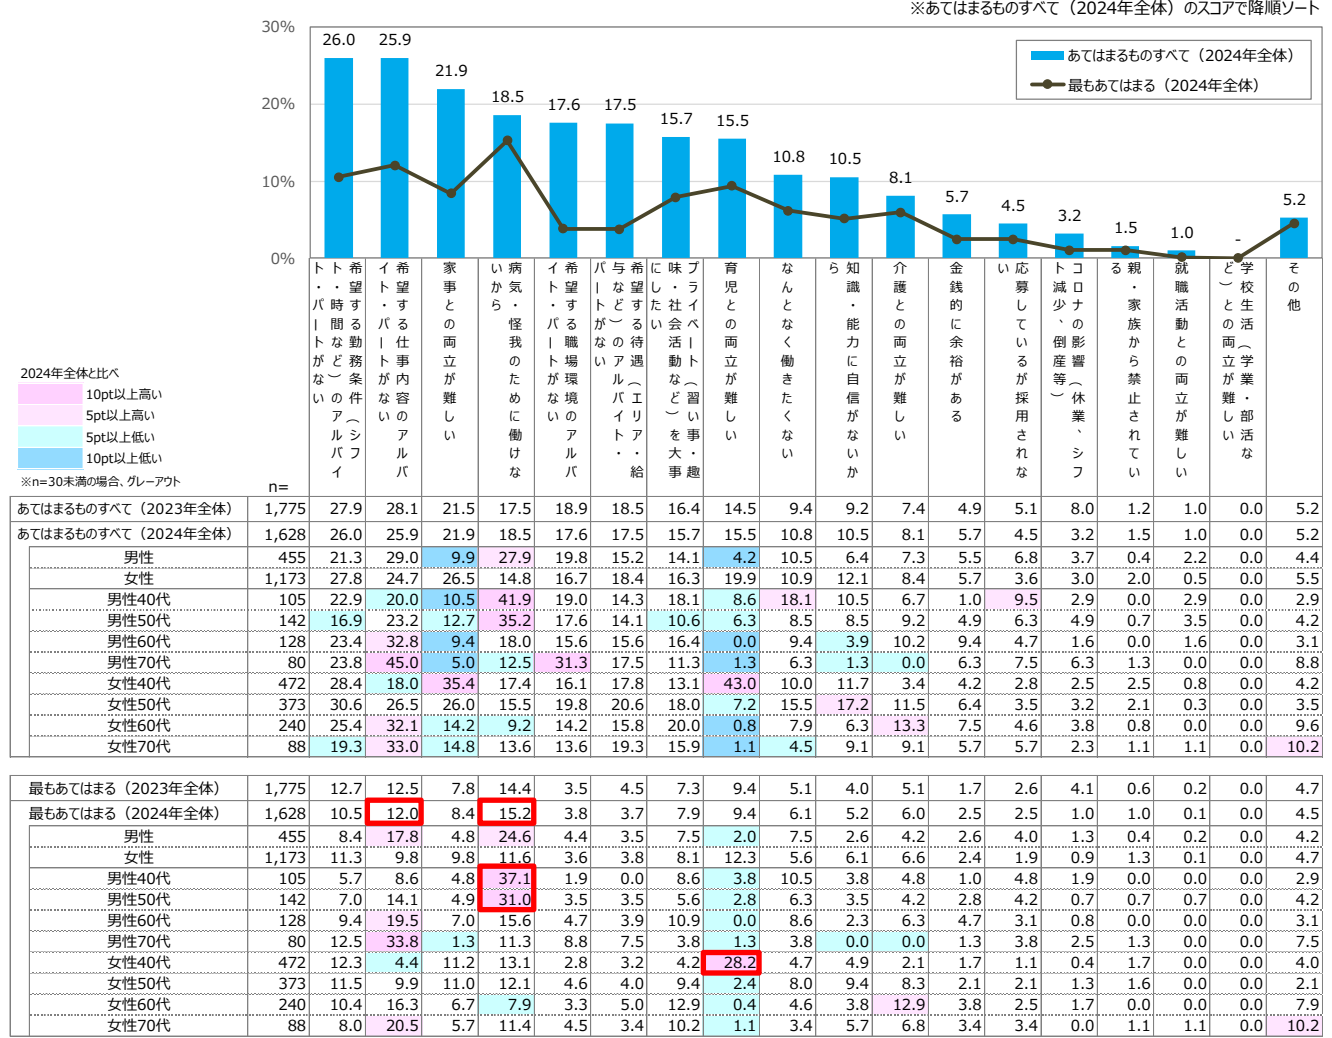 ※あてはまるものすべて（2024年全体）のスコアで降順ソート
30%
20%
10%
0%
26.0 25.9 21.9 18.5 17.6 17.5 15.7 15.5 10.8 10.5 8.1 5.7 4.5 3.2 1.5 1.0 - 5.2
あてはまるものすべて（2024年全体）
最もあてはまる（2024年全体）
希望する勤務条件（シフト・時間など）のアルバイト・パートがない
希望する仕事内容のアルバイト・パートがない
家事との両立が難しい
病気・怪我のために働けないから
希望する職場環境のアルバイト・パートがない
希望する待遇（エリア・給与など）のアルバイト・パートがない
プライベート（習い事・趣味・社会活動など）を大事にしたい
育児との両立が難しい
なんとなく働きたくない
知識・能力に自信がないから
介護との両立が難しい
金銭的に余裕がある
応募しているが採用されない
コロナの影響（休業、シフト減少、倒産等）
親・家族から禁止されている
就職活動との両立が難しい
学校生活（学業・部活など）との両立が難しい
その他
2024年全体と比べ
10pt以上高い
5pt以上高い
5pt以上低い
10pt以上低い
※n=30未満の場合、グレーアウト
n=
あてはまるものすべて（2023年全体） 1,775 27.9 28.1 21.5 17.5 18.9 18.5 16.4 14.5 9.4 9.2 7.4 4.9 5.1 8.0 1.2 1.0 0.0 5.2
あてはまるものすべて（2024年全体） 1,628 26.0 25.9 21.9 18.5 17.6 17.5 15.7 15.5 10.8 10.5 8.1 5.7 4.5 3.2 1.5 1.0 0.0 5.2
男性 455 21.3 29.0 9.9 27.9 19.8 15.2 14.1 4.2 10.5 6.4 7.3 5.5 6.8 3.7 0.4 2.2 0.0 4.4
女性 1,173 27.8 24.7 26.5 14.8 16.7 18.4 16.3 19.9 10.9 12.1 8.4 5.7 3.6 3.0 2.0 0.5 0.0 5.5
男性40代 105 22.9 20.0 10.5 41.9 19.0 14.3 18.1 8.6 18.1 10.5 6.7 1.0 9.5 2.9 0.0 2.9 0.0 2.9
男性50代 142 16.9 23.2 12.7 35.2 17.6 14.1 10.6 6.3 8.5 8.5 9.2 4.9 6.3 4.9 0.7 3.5 0.0 4.2
男性60代 128 23.4 32.8 9.4 18.0 15.6 15.6 16.4 0.0 9.4 3.9 10.2 9.4 4.7 1.6 0.0 1.6 0.0 3.1
男性70代 80 23.8 45.0 5.0 12.5 31.3 17.5 11.3 1.3 6.3 1.3 0.0 6.3 7.5 6.3 1.3 0.0 0.0 8.8
女性40代 472 28.4 18.0 35.4 17.4 16.1 17.8 13.1 43.0 10.0 11.7 3.4 4.2 2.8 2.5 2.5 0.8 0.0 4.2
女性50代 373 30.6 26.5 26.0 15.5 19.8 20.6 18.0 7.2 15.5 17.2 11.5 6.4 3.5 3.2 2.1 0.3 0.0 3.5
女性60代 240 25.4 32.1 14.2 9.2 14.2 15.8 20.0 0.8 7.9 6.3 13.3 7.5 4.6 3.8 0.8 0.0 0.0 9.6
女性70代 88 19.3 33.0 14.8 13.6 13.6 19.3 15.9 1.1 4.5 9.1 9.1 5.7 5.7 2.3 1.1 1.1 0.0 10.2
最もあてはまる（2023年全体） 1,775 12.7 12.5 7.8 14.4 3.5 4.5 7.3 9.4 5.1 4.0 5.1 1.7 2.6 4.1 0.6 0.2 0.0 4.7
最もあてはまる（2024年全体） 1,628 10.5 12.0 8.4 15.2 3.8 3.7 7.9 9.4 6.1 5.2 6.0 2.5 2.5 1.0 1.0 0.1 0.0 4.5
男性 455 8.4 17.8 4.8 24.6 4.4 3.5 7.5 2.0 7.5 2.6 4.2 2.6 4.0 1.3 0.4 0.2 0.0 4.2
女性 1,173 11.3 9.8 9.8 11.6 3.6 3.8 8.1 12.3 5.6 6.1 6.6 2.4 1.9 0.9 1.3 0.1 0.0 4.7
男性40代 105 5.7 8.6 4.8 37.1 1.9 0.0 8.6 3.8 10.5 3.8 4.8 1.0 4.8 1.9 0.0 0.0 0.0 2.9
男性50代 142 7.0 14.1 4.9 31.0 3.5 3.5 5.6 2.8 6.3 3.5 4.2 2.8 4.2 0.7 0.7 0.7 0.0 4.2
男性60代 128 9.4 19.5 7.0 15.6 4.7 3.9 10.9 0.0 8.6 2.3 6.3 4.7 3.1 0.8 0.0 0.0 0.0 3.1
男性70代 80 12.5 33.8 1.3 11.3 8.8 7.5 3.8 1.3 3.8 0.0 0.0 1.3 3.8 2.5 1.3 0.0 0.0 7.5
女性40代 472 12.3 4.4 11.2 13.1 2.8 3.2 4.2 28.2 4.7 4.9 2.1 1.7 1.1 0.4 1.7 0.0 0.0 4.0
女性50代 373 11.5 9.9 11.0 12.1 4.6 4.0 9.4 2.4 8.0 9.4 8.3 2.1 2.1 1.3 1.6 0.0 0.0 2.1
女性60代 240 10.4 16.3 6.7 7.9 3.3 5.0 12.9 0.4 4.6 3.8 12.9 3.8 2.5 1.7 0.0 0.0 0.0 7.9
女性70代 88 8.0 20.5 5.7 11.4 4.5 3.4 10.2 1.1 3.4 5.7 6.8 3.4 3.4 0.0 1.1 1.1 0.0 10.2